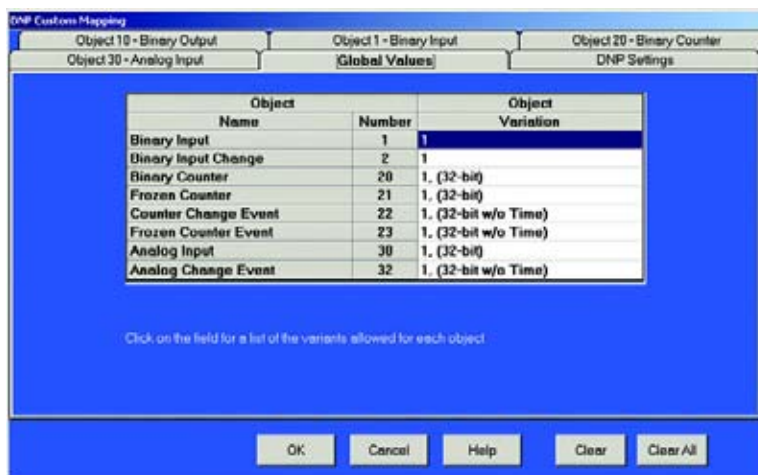 DNP Custom Mapping
Object 10 - Binary Output
Object 1 - Binary Input
Object 20 - Binary Counter
Object 30 - Analog Input
Global Values
DNP Settings
Object Object
Name Number Variation
Binary Input 1 1
Binary Input Change 2 1
Binary Counter 20 1, (32-bit)
Frozen Counter 21 1, (32-bit)
Counter Change Event 22 1, (32-bit w/o Time)
Frozen Counter Event 23 1, (32-bit w/o Time)
Analog Input 30 1, (32-bit)
Analog Change Event 32 1, (32-bit w/o Time)
Click on the field for a list of the variants allowed for each object
OK Cancel Help Clear Clear All